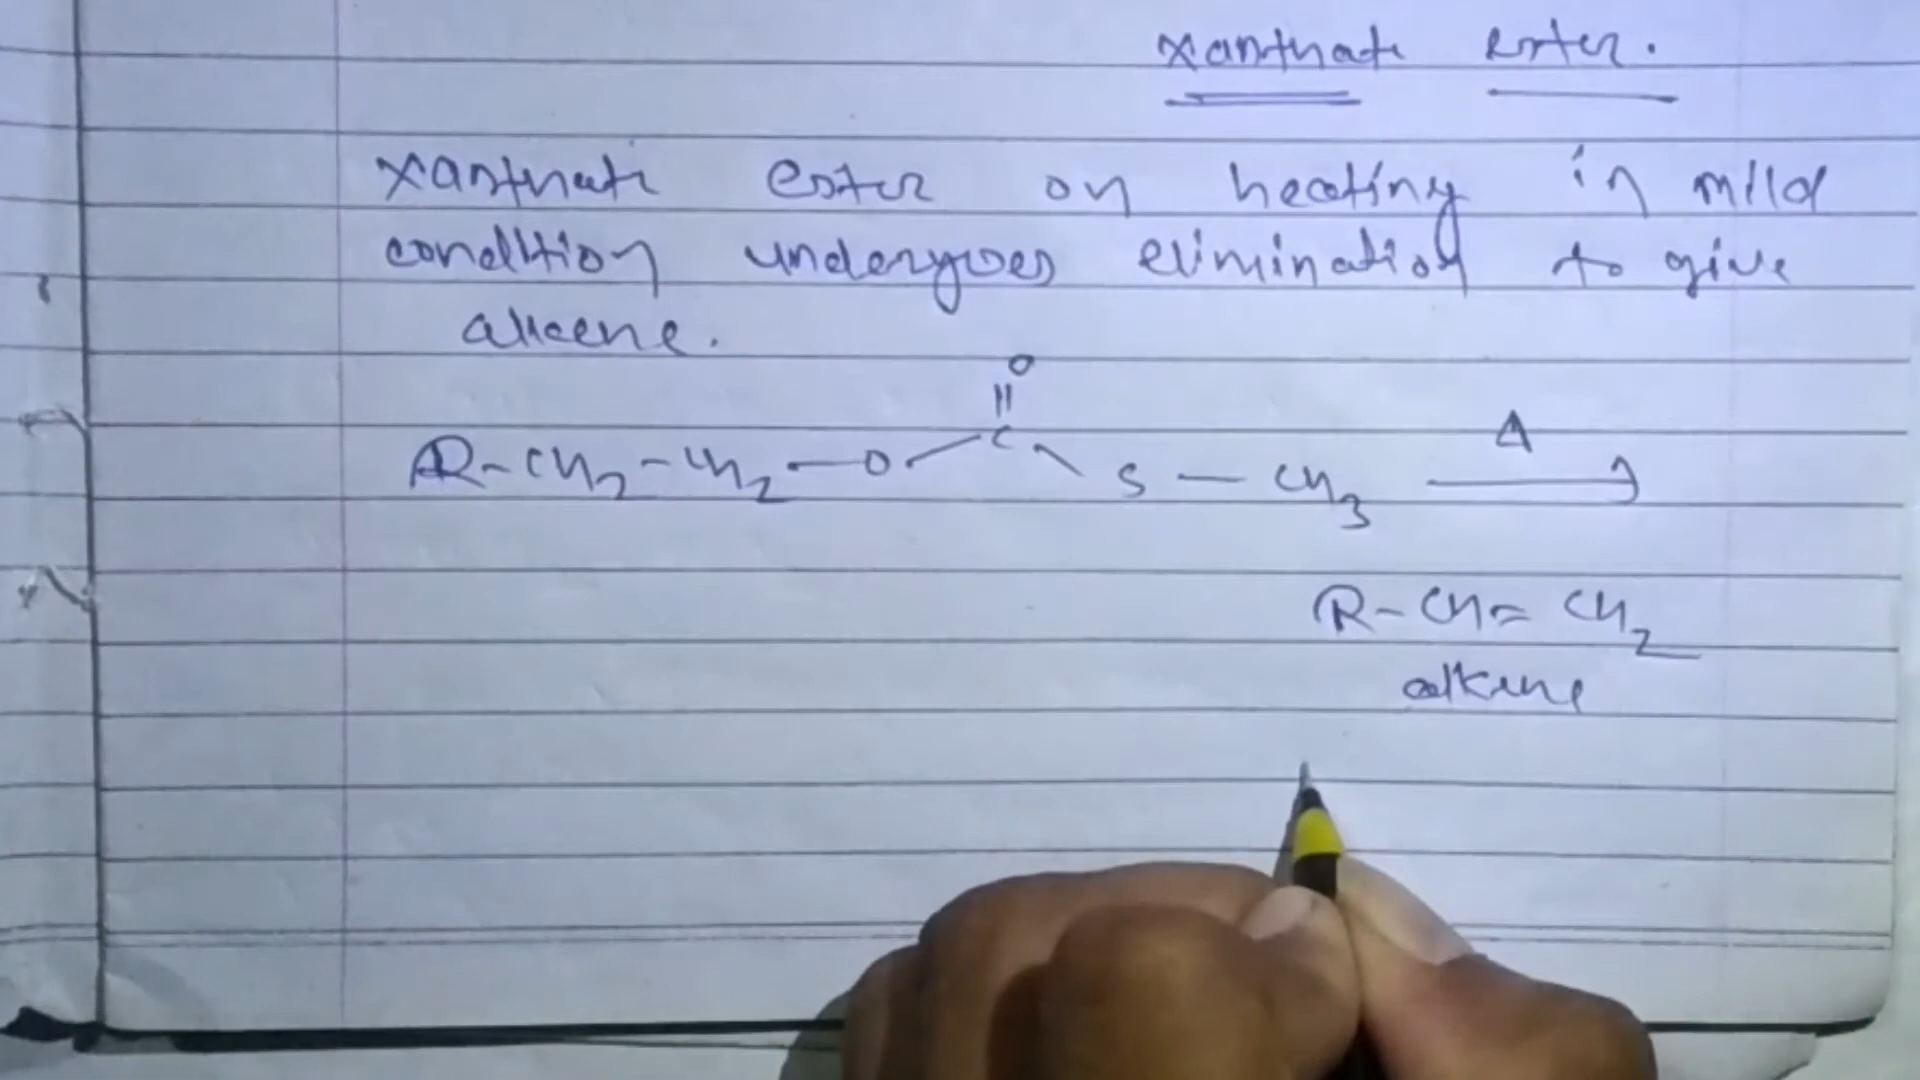 xanthate ester.
xanthate ester on heating in mild
condition undergoes elimination to give
alkene.
O
||
R-CH2-CH2-O-C-S-CH3 Δ→
R-CH=CH2
alkene